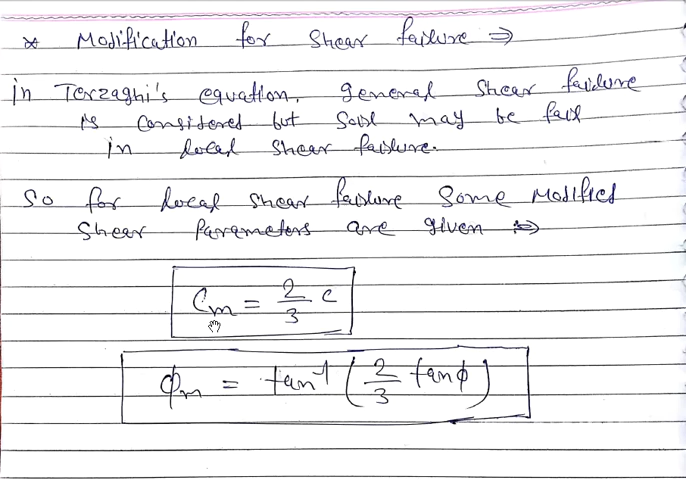 * Modification for Shear failure ⇒
in Terzaghi's equation, general Shear failure
is considered but Soil may be fail
in local Shear failure.
So for local Shear failure Some Modified
Shear Parameters are given ⇒
Cm = 2/3 c
ϕm = tan⁻¹ (2/3 tanϕ)